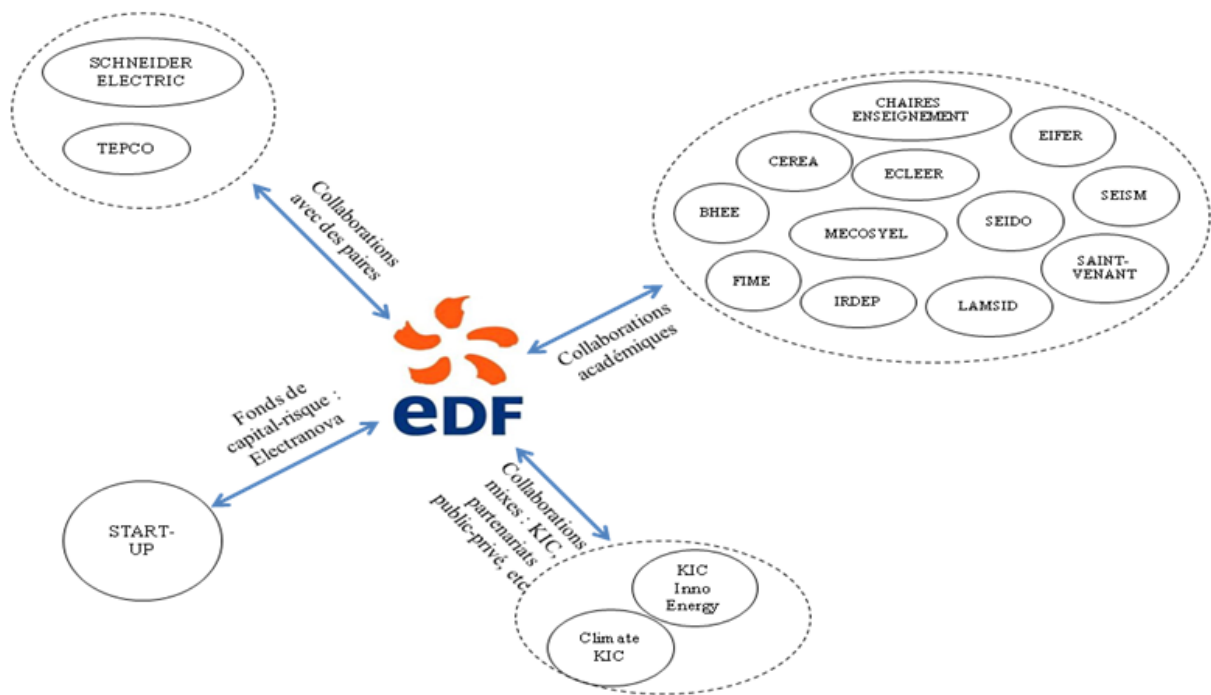 SCHNEIDER
ELECTRIC
TEPCO
Collaborations
avec des paires
CHAIRES
ENSEIGNEMENT
EIFER
CEREA
ECLEER
SEISM
BHEE
SEIDO
MECOSYEL
SAINT-
VENANT
FIME
IRDEP
LAMSID
Collaborations
académiques
eDF
Fonds de
capital-risque :
Electranova
START-
UP
Collaborations
mixes : KIC,
partenariats
public-privé, etc
KIC
Inno
Energy
Climate
KIC